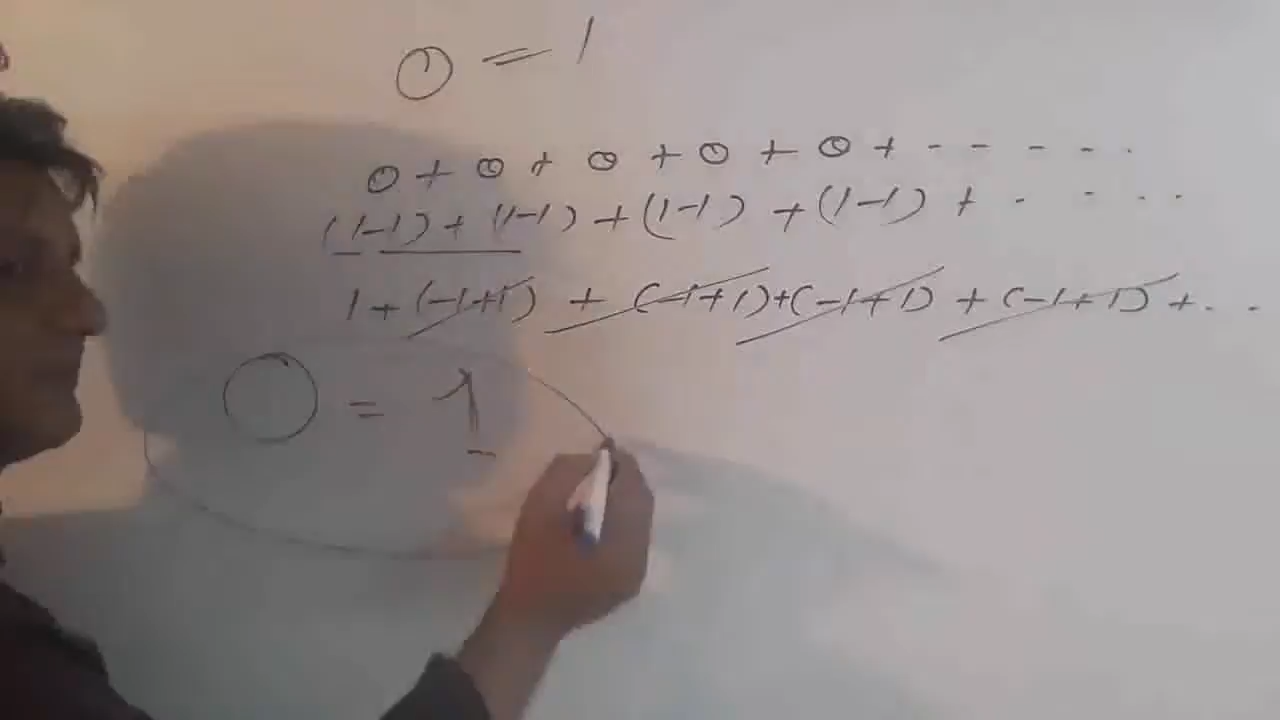 0 = 1
0 + 0 + 0 + 0 + 0 + - - - - .
(1-1) + (1-1) + (1-1) + (1-1) + - - - .
1 + (-1+1) + (-1+1)+(-1+1) + (-1+1) + . . -
0 = 1